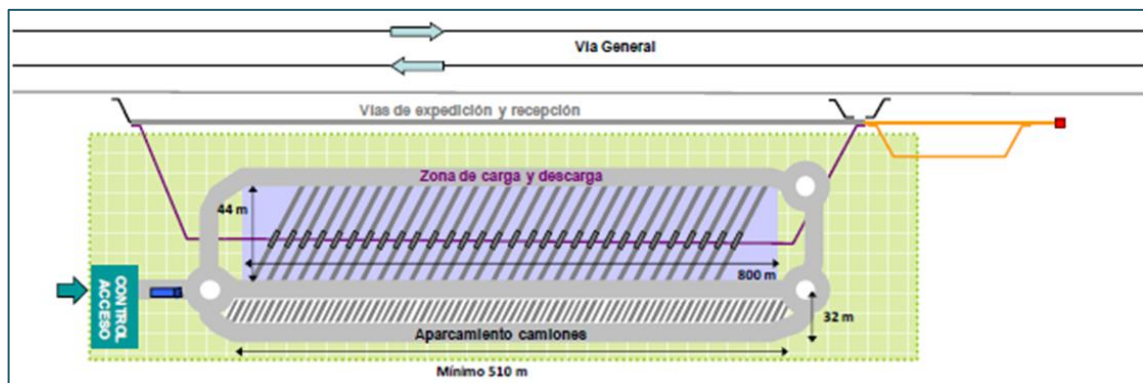 Vía General
Vías de expedición y recepción
Zona de carga y descarga
44 m
800 m
CONTROL
ACCESO
32 m
Aparcamiento camiones
Mínimo 510 m